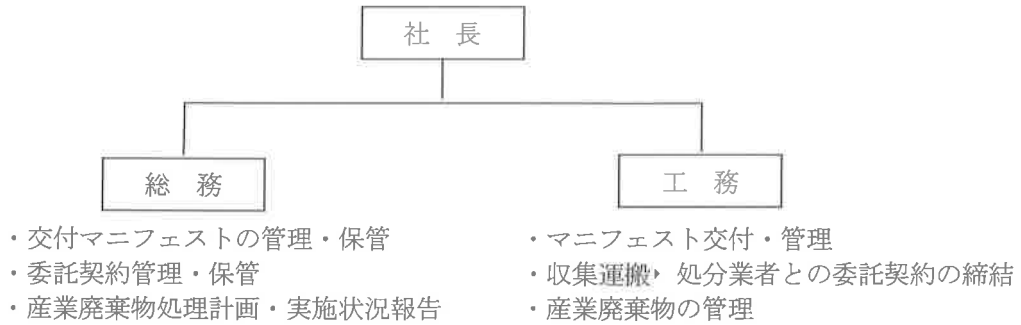 社 長
総 務
工 務
・交付マニフェストの管理・保管
・委託契約管理・保管
・産業廃棄物処理計画・実施状況報告
・マニフェスト交付・管理
・収集運搬・処分業者との委託契約の締結
・産業廃棄物の管理